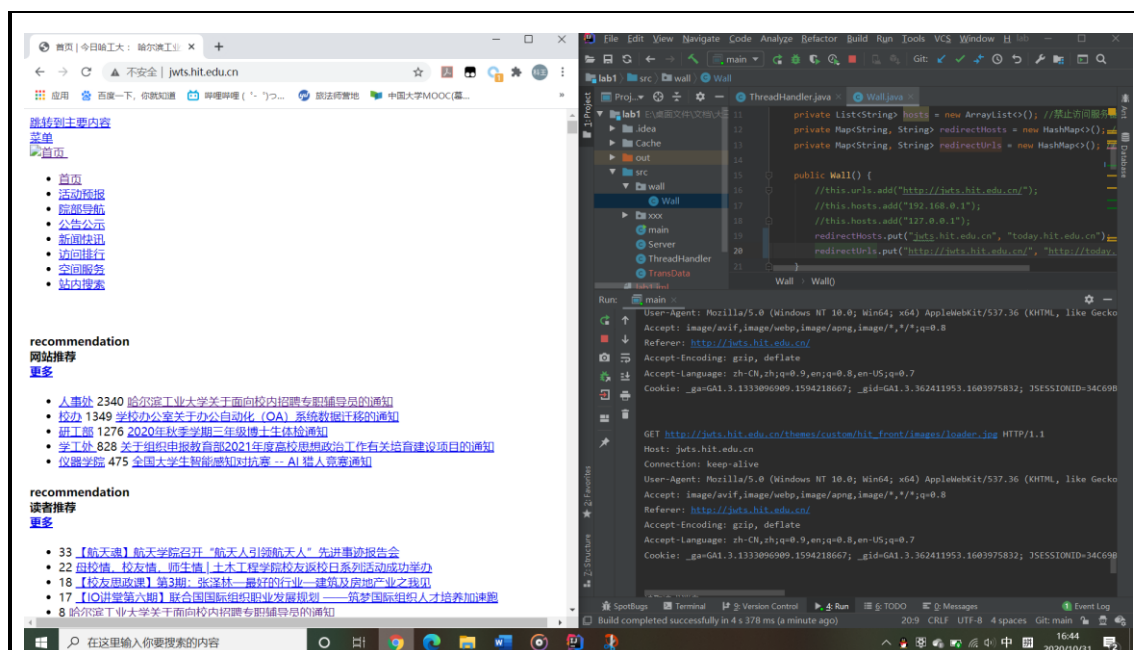 首页 | 今日哈工大： 哈尔滨工业
不安全 | jwts.hit.edu.cn
应用
百度一下，你就知道
哔哩哔哩 ( ゜- ゜)つ...
旅法师营地
中国大学MOOC(幕...
»
跳转到主要内容
菜单
首页
首页
活动预报
院部导航
公告公示
新闻快讯
访问排行
空间服务
站内搜索
recommendation
网站推荐
更多
人事处 2340 哈尔滨工业大学关于面向校内招聘专职辅导员的通知
校办 1349 学校办公室关于办公自动化（OA）系统数据迁移的通知
研工部 1276 2020年秋季学期三年级博士生体检通知
学工处 828 关于组织申报教育部2021年度高校思想政治工作有关培育建设项目的通知
仪器学院 475 全国大学生智能感知对抗赛 -- AI 猎人竞赛通知
recommendation
读者推荐
更多
33 【航天魂】航天学院召开 “航天人引领航天人” 先进事迹报告会
22 母校情、校友情、师生情 | 土木工程学院校友返校日系列活动成功举办
18 【校友思政课】第3期：张泽林—最好的行业—建筑及房地产业之我见
17 【IO讲堂第六期】联合国国际组织职业发展规划 ——筑梦国际组织人才培养加速跑
8 哈尔滨工业大学关于面向校内招聘专职辅导员的通知
File Edit View Navigate Code Analyze Refactor Build Run Tools VCS Window H lab
main
Git:
lab1 src wall Wall
Proj...
ThreadHandler.java
Wall.java
1: Project
lab1 E:\桌面文件\文档\大
.idea
Cache
out
src
wall
Wall
xxx
main
Server
ThreadHandler
TransData
lab1.iml
11 private List<String> hosts = new ArrayList<>(); //禁止访问服务
12 private Map<String, String> redirectHosts = new HashMap<>();
13 private Map<String, String> redirectUrls = new HashMap<>();
14
15 public Wall() {
16 //this.urls.add("http://jwts.hit.edu.cn/");
17 //this.hosts.add("192.168.0.1");
18 //this.hosts.add("127.0.0.1");
19 redirectHosts.put("jwts.hit.edu.cn", "today.hit.edu.cn");
20 redirectUrls.put("http://jwts.hit.edu.cn/", "http://today.
21 }
Wall › Wall()
Ant
Database
Run: main
User-Agent: Mozilla/5.0 (Windows NT 10.0; Win64; x64) AppleWebKit/537.36 (KHTML, like Gecko
Accept: image/avif,image/webp,image/apng,image/*,*/*;q=0.8
Referer: http://jwts.hit.edu.cn/
Accept-Encoding: gzip, deflate
Accept-Language: zh-CN,zh;q=0.9,en;q=0.8,en-US;q=0.7
Cookie: _ga=GA1.3.1333096909.1594218667; _gid=GA1.3.362411953.1603975832; JSESSIONID=34C69B
GET http://jwts.hit.edu.cn/themes/custom/hit_front/images/loader.jpg HTTP/1.1
Host: jwts.hit.edu.cn
Connection: keep-alive
User-Agent: Mozilla/5.0 (Windows NT 10.0; Win64; x64) AppleWebKit/537.36 (KHTML, like Gecko
Accept: image/avif,image/webp,image/apng,image/*,*/*;q=0.8
Referer: http://jwts.hit.edu.cn/
Accept-Encoding: gzip, deflate
Accept-Language: zh-CN,zh;q=0.9,en;q=0.8,en-US;q=0.7
Cookie: _ga=GA1.3.1333096909.1594218667; _gid=GA1.3.362411953.1603975832; JSESSIONID=34C69B
2: Favorites
Z: Structure
SpotBugs Terminal 9: Version Control 4: Run 6: TODO 0: Messages Event Log
Build completed successfully in 4 s 378 ms (a minute ago) 20:9 CRLF UTF-8 4 spaces Git: main
在这里输入你要搜索的内容
中
16:44
2020/10/31